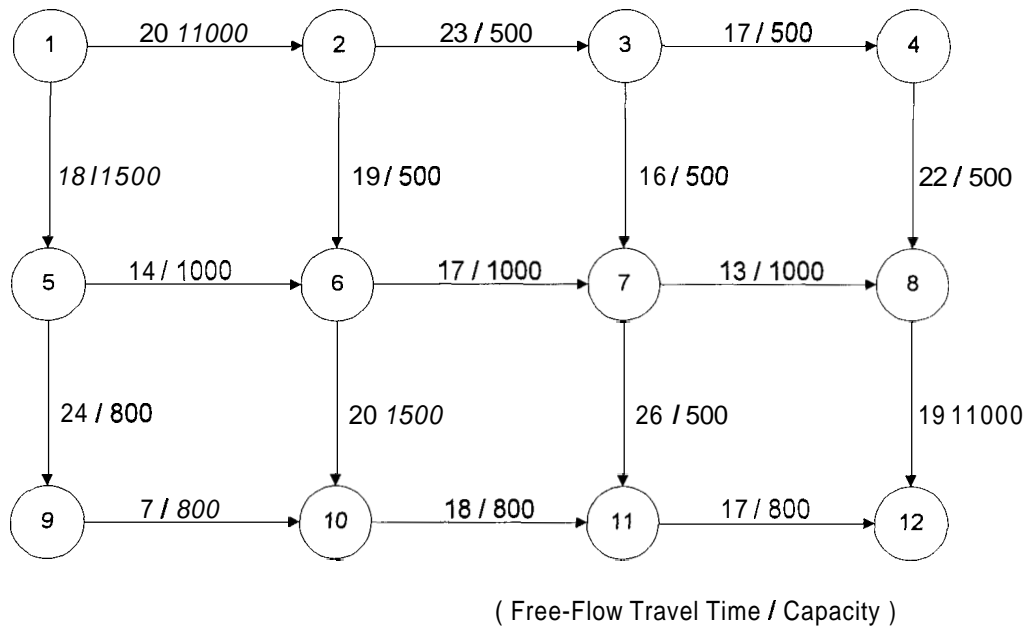 1 20 11000 2 23 / 500 3 17 / 500 4
18 I 1500 19 / 500 16 / 500 22 / 500
5 14 / 1000 6 17 / 1000 7 13 / 1000 8
24 / 800 20 1500 26 / 500 19 11000
9 7 / 800 10 18 / 800 11 17 / 800 12
( Free-Flow Travel Time / Capacity )